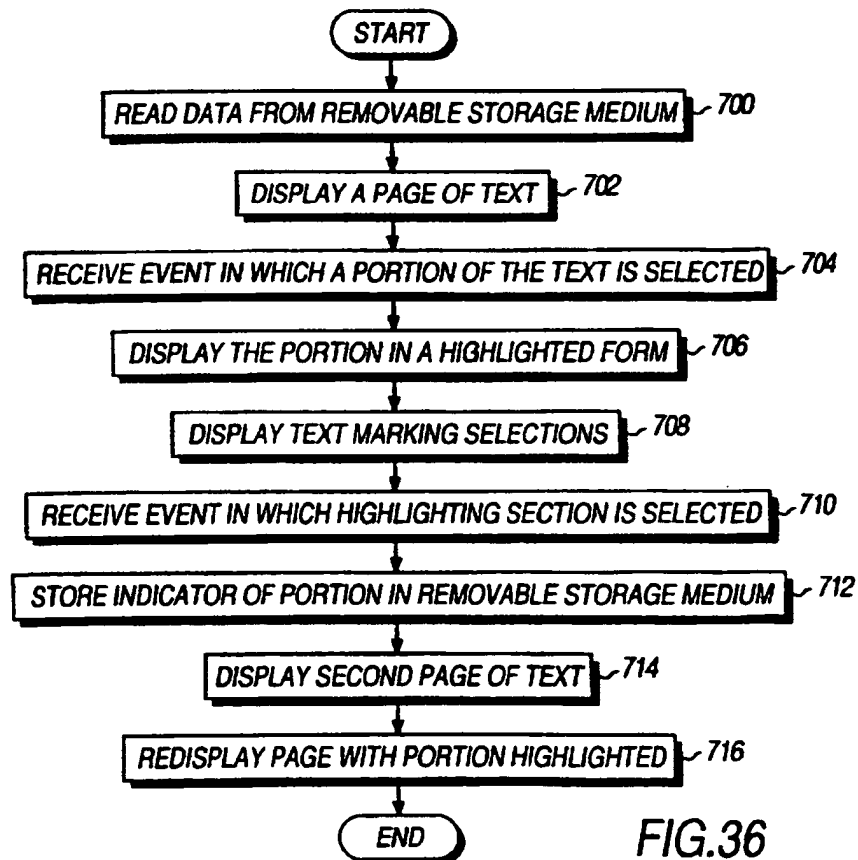 START
READ DATA FROM REMOVABLE STORAGE MEDIUM 700
DISPLAY A PAGE OF TEXT 702
RECEIVE EVENT IN WHICH A PORTION OF THE TEXT IS SELECTED 704
DISPLAY THE PORTION IN A HIGHLIGHTED FORM 706
DISPLAY TEXT MARKING SELECTIONS 708
RECEIVE EVENT IN WHICH HIGHLIGHTING SECTION IS SELECTED 710
STORE INDICATOR OF PORTION IN REMOVABLE STORAGE MEDIUM 712
DISPLAY SECOND PAGE OF TEXT 714
REDISPLAY PAGE WITH PORTION HIGHLIGHTED 716
END
FIG.36